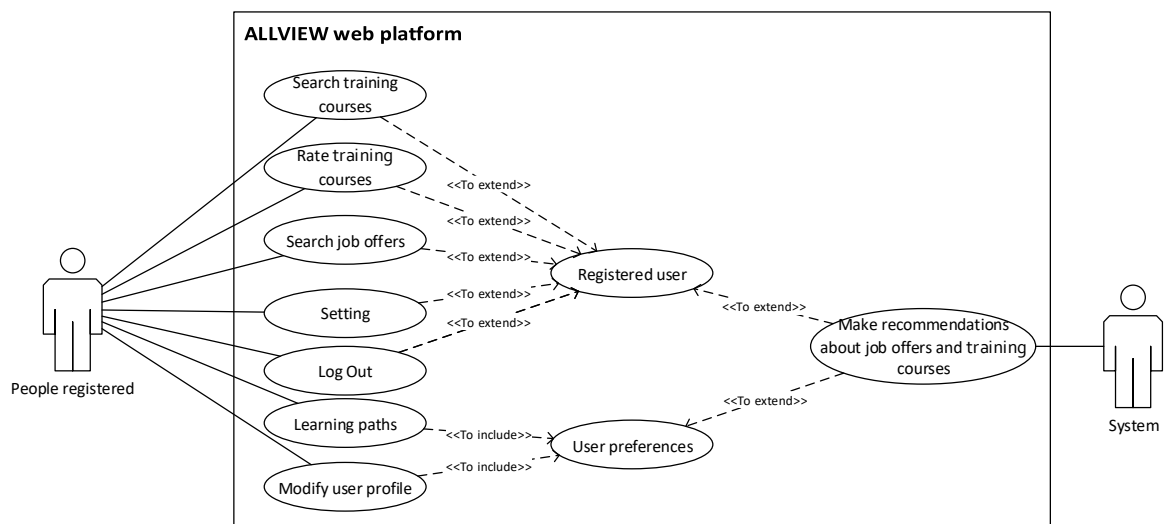 ALLVIEW web platform
Search training
courses
Rate training
courses
<<To extend>>
<<To extend>>
Search job offers
<<To extend>>
Registered user
<<To extend>>
Setting
<<To extend>>
<<To extend>>
Make recommendations
about job offers and training
courses
Log Out
People registered
<<To extend>>
Learning paths
<<To include>>
User preferences
System
<<To include>>
Modify user profile